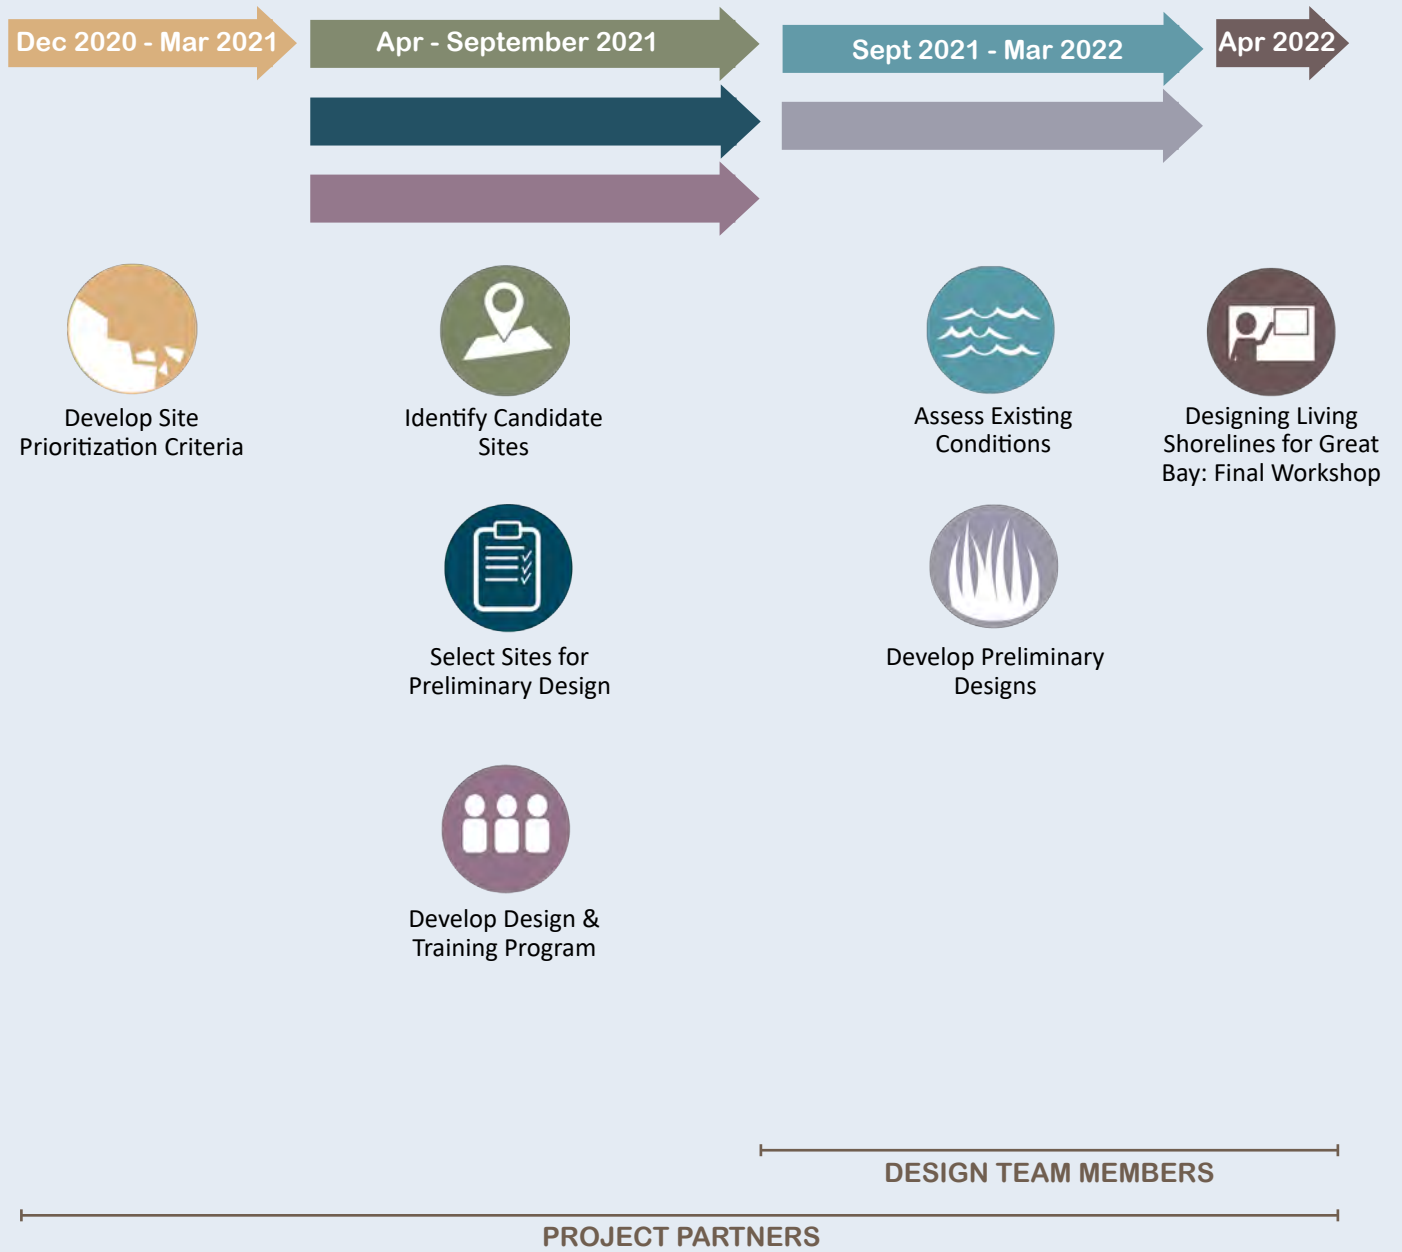 Dec 2020 - Mar 2021
Apr - September 2021
Sept 2021 - Mar 2022
Apr 2022
Develop Site
Prioritization Criteria
Identify Candidate
Sites
Select Sites for
Preliminary Design
Develop Design &
Training Program
Assess Existing
Conditions
Develop Preliminary
Designs
Designing Living
Shorelines for Great
Bay: Final Workshop
DESIGN TEAM MEMBERS
PROJECT PARTNERS